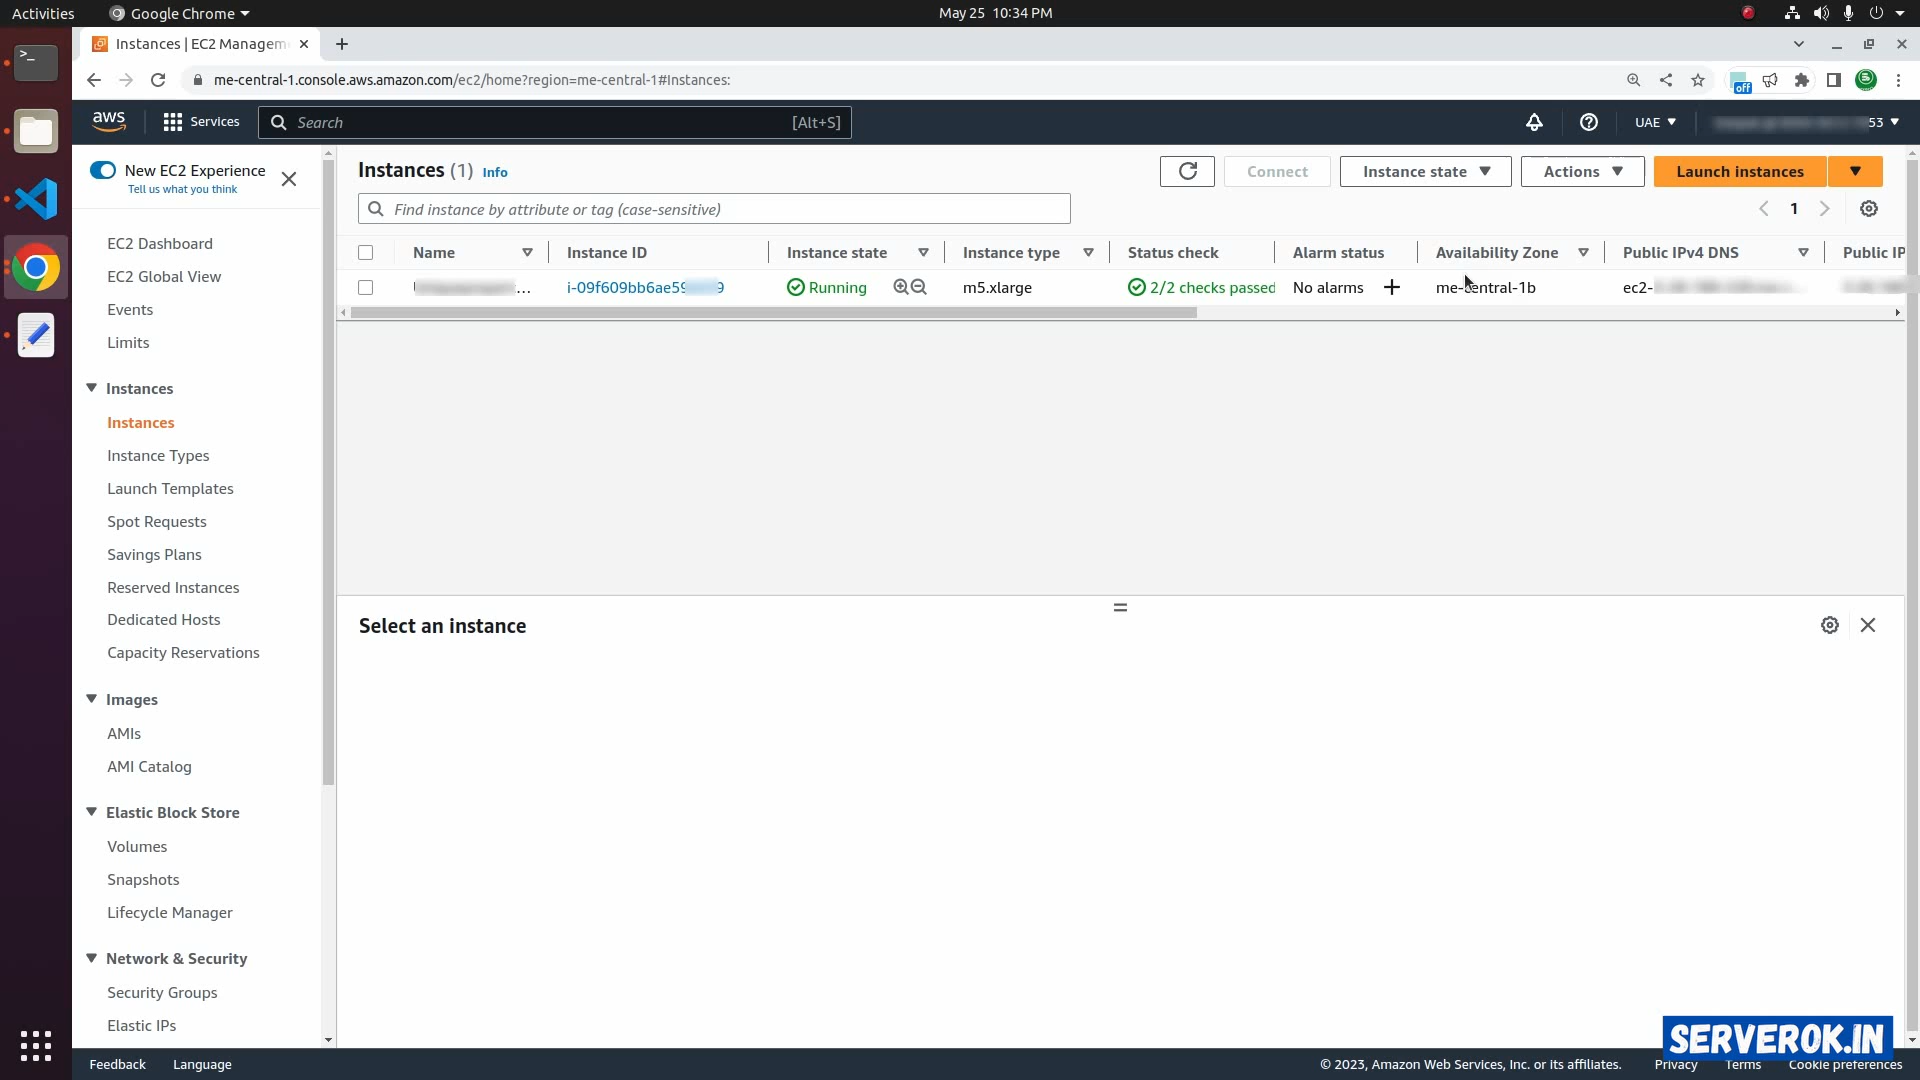 Activities
Google Chrome
May 25 10:34 PM
Instances | EC2 Managem
me-central-1.console.aws.amazon.com/ec2/home?region=me-central-1#Instances:
off
aws
Services
Search
[Alt+S]
UAE
53
New EC2 Experience
Tell us what you think
EC2 Dashboard
EC2 Global View
Events
Limits
Instances
Instances
Instance Types
Launch Templates
Spot Requests
Savings Plans
Reserved Instances
Dedicated Hosts
Capacity Reservations
Images
AMIs
AMI Catalog
Elastic Block Store
Volumes
Snapshots
Lifecycle Manager
Network & Security
Security Groups
Elastic IPs
Instances (1) Info
Connect
Instance state
Actions
Launch instances
Find instance by attribute or tag (case-sensitive)
1
Name Instance ID Instance state Instance type Status check Alarm status Availability Zone Public IPv4 DNS Public IP
... i-09f609bb6ae59 9 Running m5.xlarge 2/2 checks passed No alarms + me-central-1b ec2-
Select an instance
SERVEROK.IN
Feedback
Language
© 2023, Amazon Web Services, Inc. or its affiliates.
Privacy
Terms
Cookie preferences